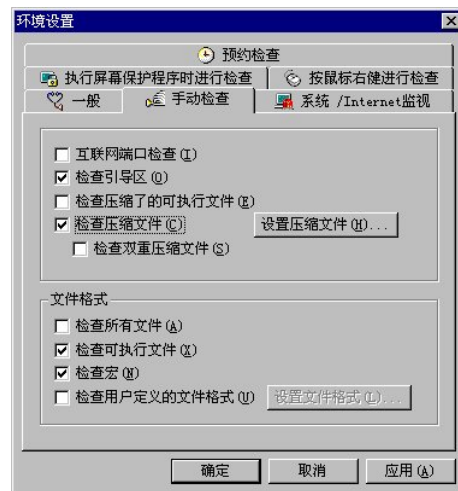 环境设置
预约检查
执行屏幕保护程序时进行检查
按鼠标右健进行检查
一般
手动检查
系统 /Internet监视
互联网端口检查(I)
检查引导区(O)
检查压缩了的可执行文件(E)
检查压缩文件(C)
设置压缩文件(H)...
检查双重压缩文件(S)
文件格式
检查所有文件(A)
检查可执行文件(X)
检查宏(N)
检查用户定义的文件格式(U)
设置文件格式(L)...
确定
取消
应用(A)